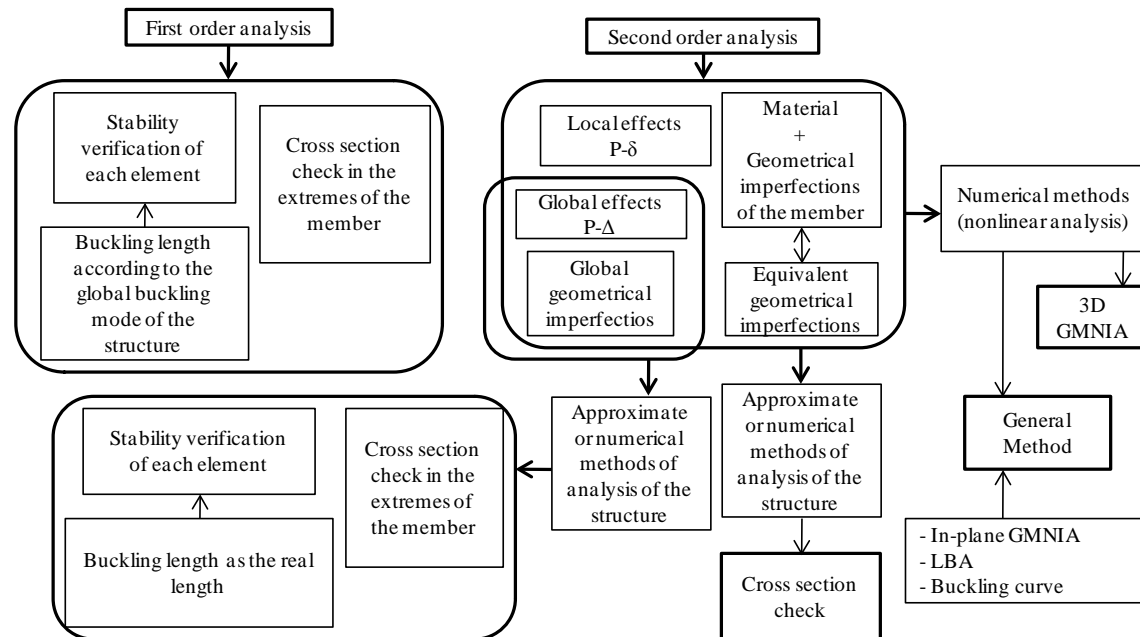 First order analysis
Stability
verification of
each element
Cross section
check in the
extremes of the
member
Buckling length
according to the
global buckling
mode of the
structure
Second order analysis
Local effects
P-δ
Material
+
Geometrical
imperfections
of the member
Global effects
P-Δ
Global
geometrical
imperfectios
Equivalent
geometrical
imperfections
Numerical methods
(nonlinear analysis)
3D
GMNIA
General
Method
- In-plane GMNIA
- LBA
- Buckling curve
Approximate
or numerical
methods of
analysis of the
structure
Approximate
or numerical
methods of
analysis of the
structure
Cross section
check
Stability verification
of each element
Cross section
check in the
extremes of
the member
Buckling length as the real
length